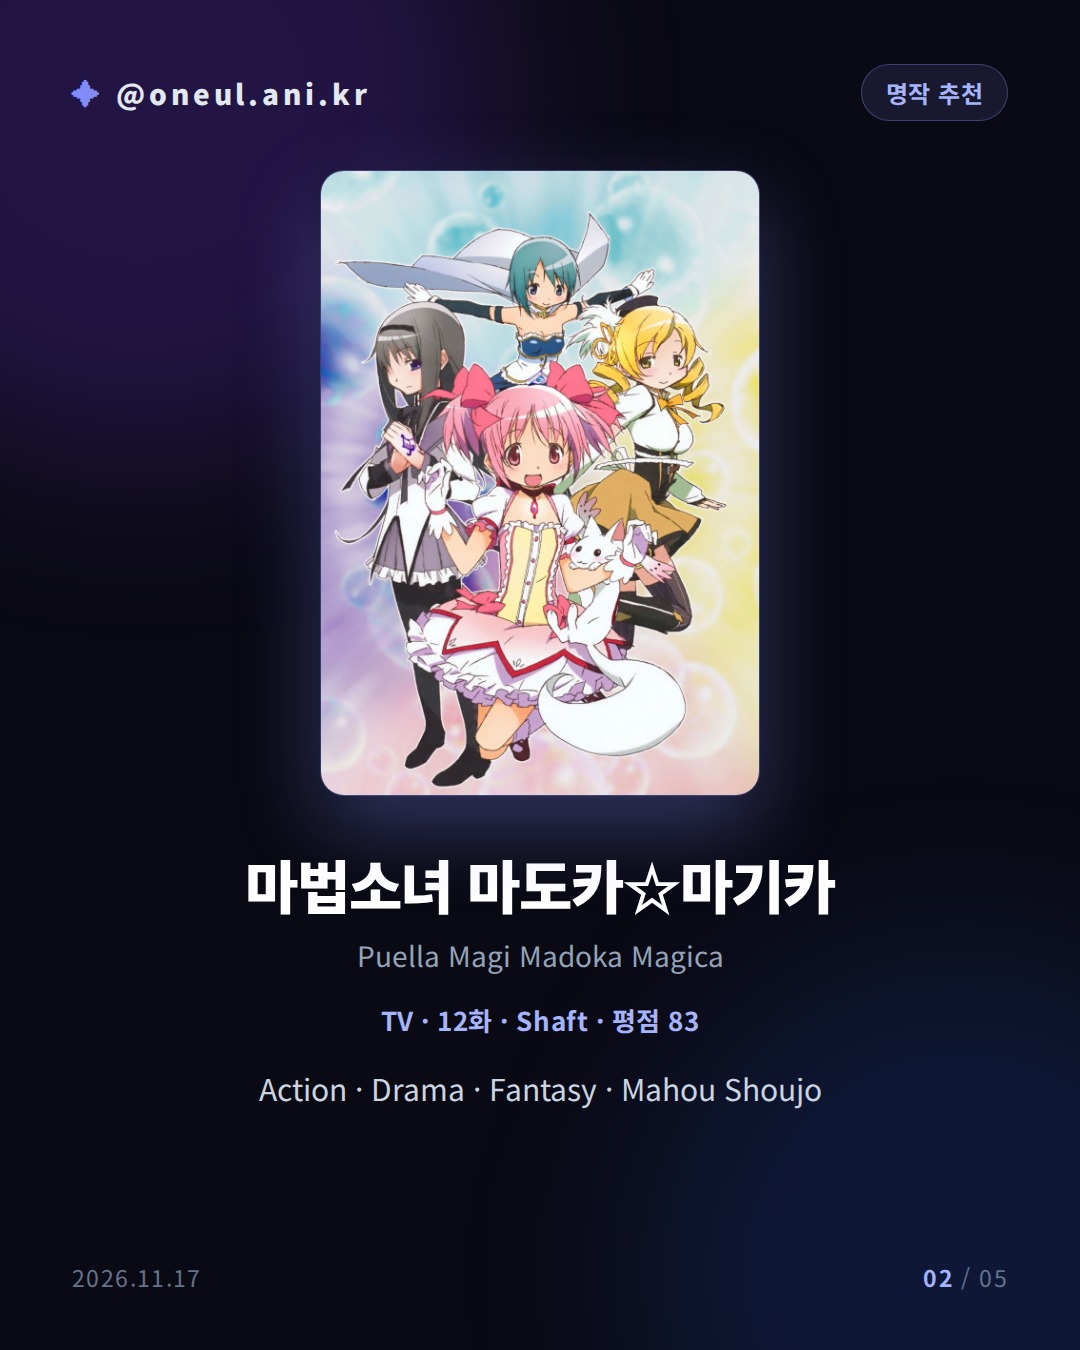 @oneul.ani.kr
명작 추천
마법소녀 마도카☆마기카
Puella Magi Madoka Magica
TV · 12화 · Shaft · 평점 83
Action · Drama · Fantasy · Mahou Shoujo
2026.11.17
02 / 05